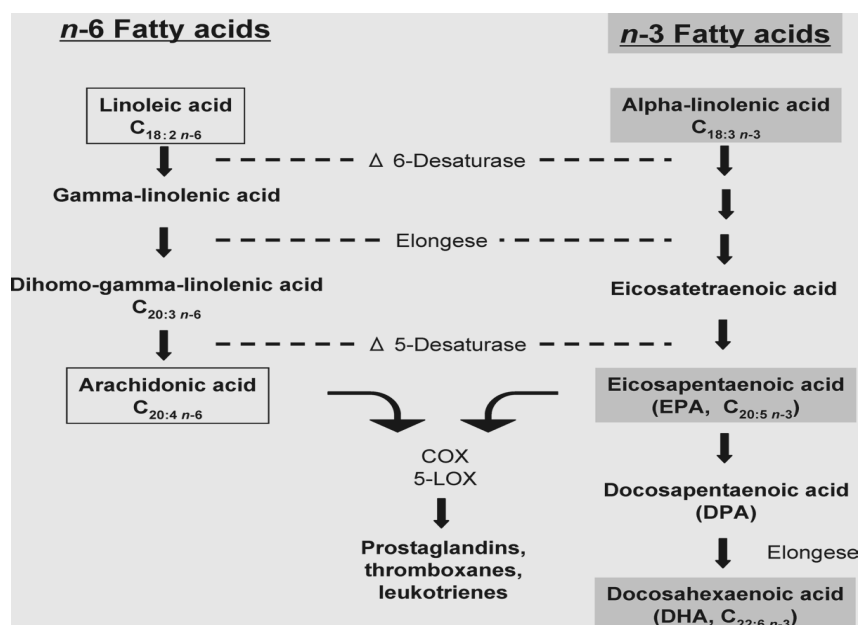 n-6 Fatty acids
n-3 Fatty acids
Linoleic acid
C18:2 n-6
Alpha-linolenic acid
C18:3 n-3
Δ 6-Desaturase
Gamma-linolenic acid
Elongese
Dihomo-gamma-linolenic acid
C20:3 n-6
Eicosatetraenoic acid
Δ 5-Desaturase
Arachidonic acid
C20:4 n-6
Eicosapentaenoic acid
(EPA, C20:5 n-3)
COX
5-LOX
Docosapentaenoic acid
(DPA)
Prostaglandins,
thromboxanes,
leukotrienes
Elongese
Docosahexaenoic acid
(DHA, C22:6 n-3)